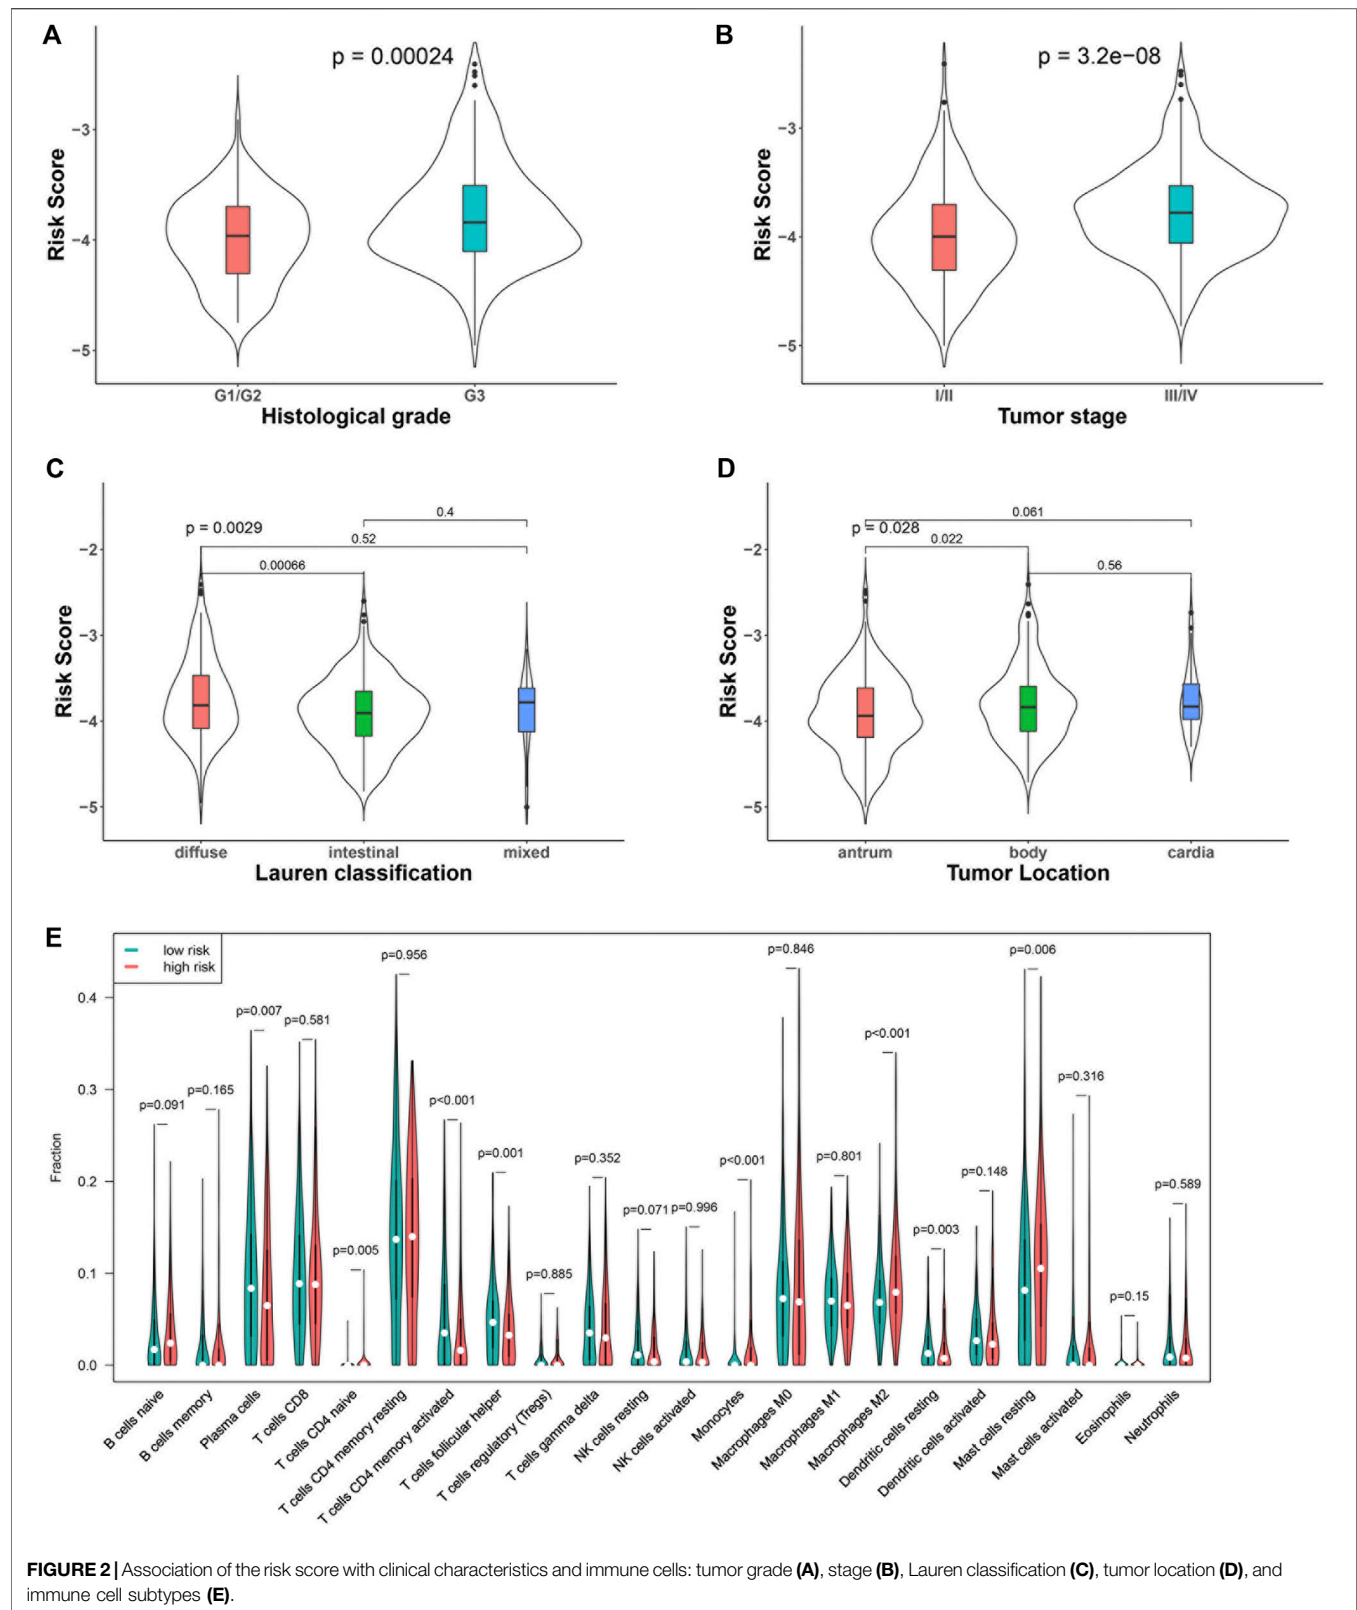 A
p = 0.00024
Risk Score
−3
−4
−5
G1/G2
G3
Histological grade
B
p = 3.2e−08
Risk Score
−3
−4
−5
I/II
III/IV
Tumor stage
C
0.4
p = 0.0029
0.52
0.00066
Risk Score
−2
−3
−4
−5
diffuse
intestinal
mixed
Lauren classification
D
0.061
p = 0.028
0.022
0.56
Risk Score
−2
−3
−4
−5
antrum
body
cardia
Tumor Location
E
low risk
high risk
Fraction
0.4
0.3
0.2
0.1
0.0
p=0.091
p=0.165
p=0.007
p=0.581
p=0.005
p=0.956
p<0.001
p=0.001
p=0.885
p=0.352
p=0.071
p=0.996
p<0.001
p=0.846
p=0.801
p<0.001
p=0.003
p=0.148
p=0.006
p=0.316
p=0.15
p=0.589
B cells naive
B cells memory
Plasma cells
T cells CD8
T cells CD4 naive
T cells CD4 memory resting
T cells CD4 memory activated
T cells follicular helper
T cells regulatory (Tregs)
T cells gamma delta
NK cells resting
NK cells activated
Monocytes
Macrophages M0
Macrophages M1
Macrophages M2
Dendritic cells resting
Dendritic cells activated
Mast cells resting
Mast cells activated
Eosinophils
Neutrophils
FIGURE 2 | Association of the risk score with clinical characteristics and immune cells: tumor grade (A), stage (B), Lauren classification (C), tumor location (D), and
immune cell subtypes (E).